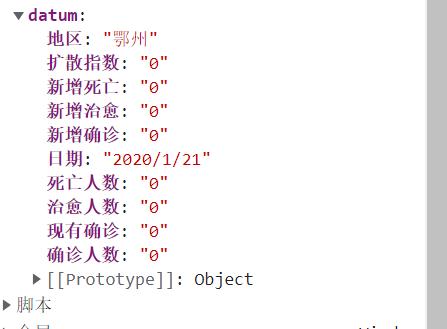 ▼datum:
地区: "鄂州"
扩散指数: "0"
新增死亡: "0"
新增治愈: "0"
新增确诊: "0"
日期: "2020/1/21"
死亡人数: "0"
治愈人数: "0"
现有确诊: "0"
确诊人数: "0"
▶[[Prototype]]: Object
▶脚本